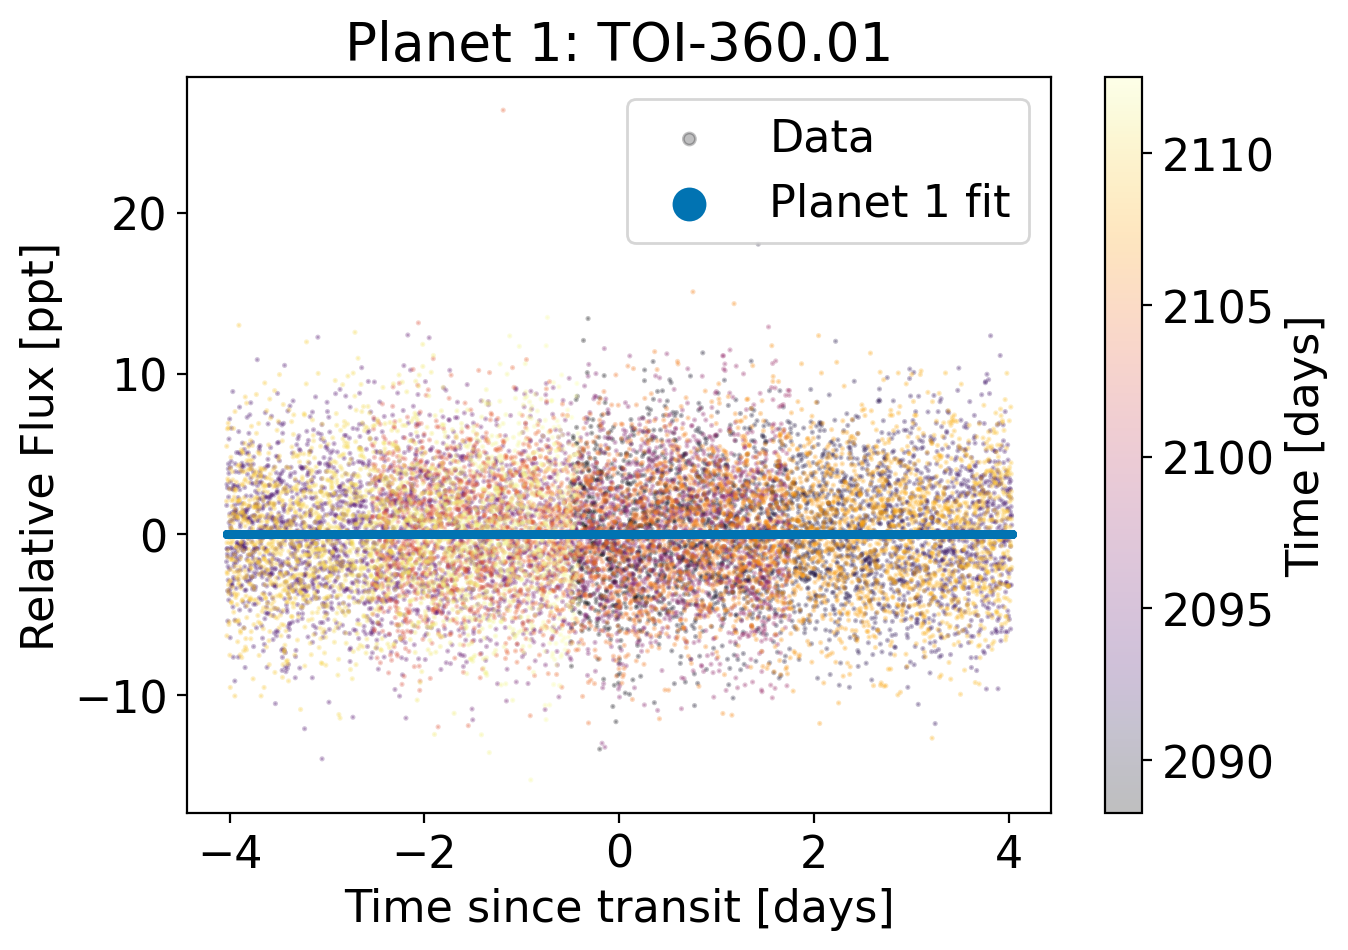 Planet 1: TOI-360.01
Data
Planet 1 fit
Relative Flux [ppt]
20
10
0
−10
−4
−2
0
2
4
Time since transit [days]
2110
2105
2100
2095
2090
Time [days]